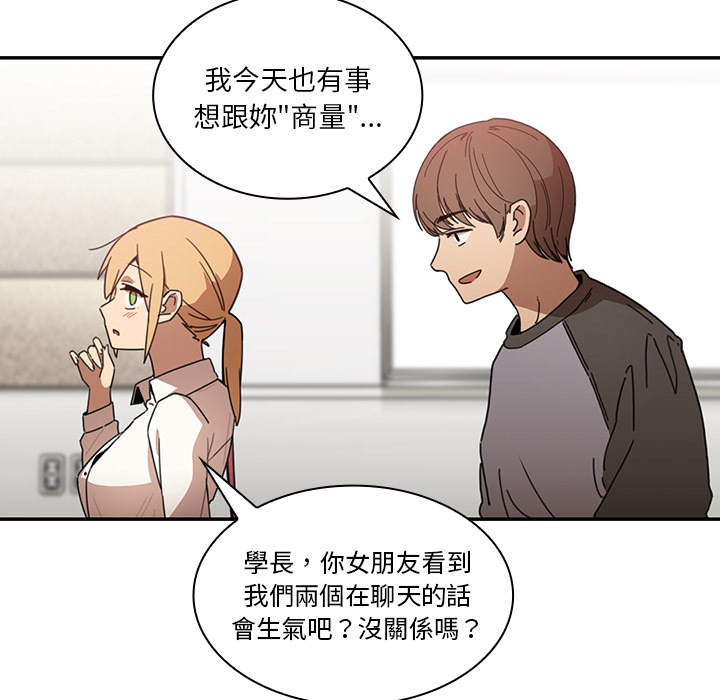 我今天也有事
想跟妳"商量"...
學長，你女朋友看到
我們兩個在聊天的話
會生氣吧？沒關係嗎？